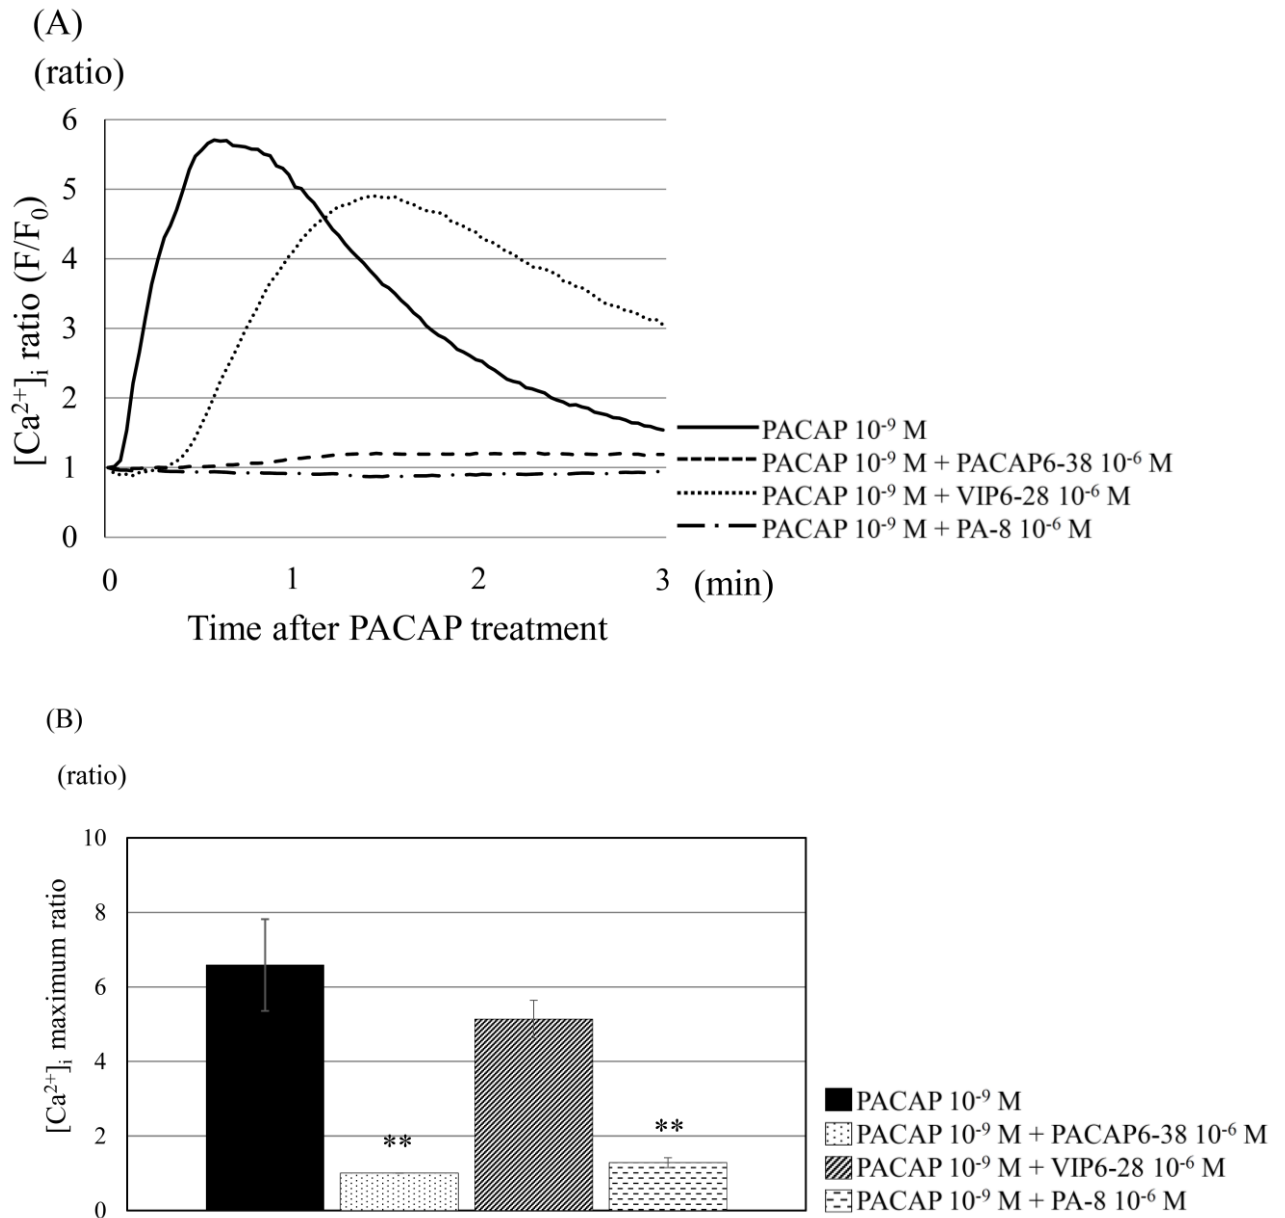 (A)
(ratio)
[Ca²⁺]ᵢ ratio (F/F₀)
6
5
4
3
2
1
0
0 1 2 3 (min)
Time after PACAP treatment
PACAP 10⁻⁹ M
PACAP 10⁻⁹ M + PACAP6-38 10⁻⁶ M
PACAP 10⁻⁹ M + VIP6-28 10⁻⁶ M
PACAP 10⁻⁹ M + PA-8 10⁻⁶ M
(B)
(ratio)
[Ca²⁺]ᵢ maximum ratio
10
8
6
4
2
0
** **
PACAP 10⁻⁹ M
PACAP 10⁻⁹ M + PACAP6-38 10⁻⁶ M
PACAP 10⁻⁹ M + VIP6-28 10⁻⁶ M
PACAP 10⁻⁹ M + PA-8 10⁻⁶ M